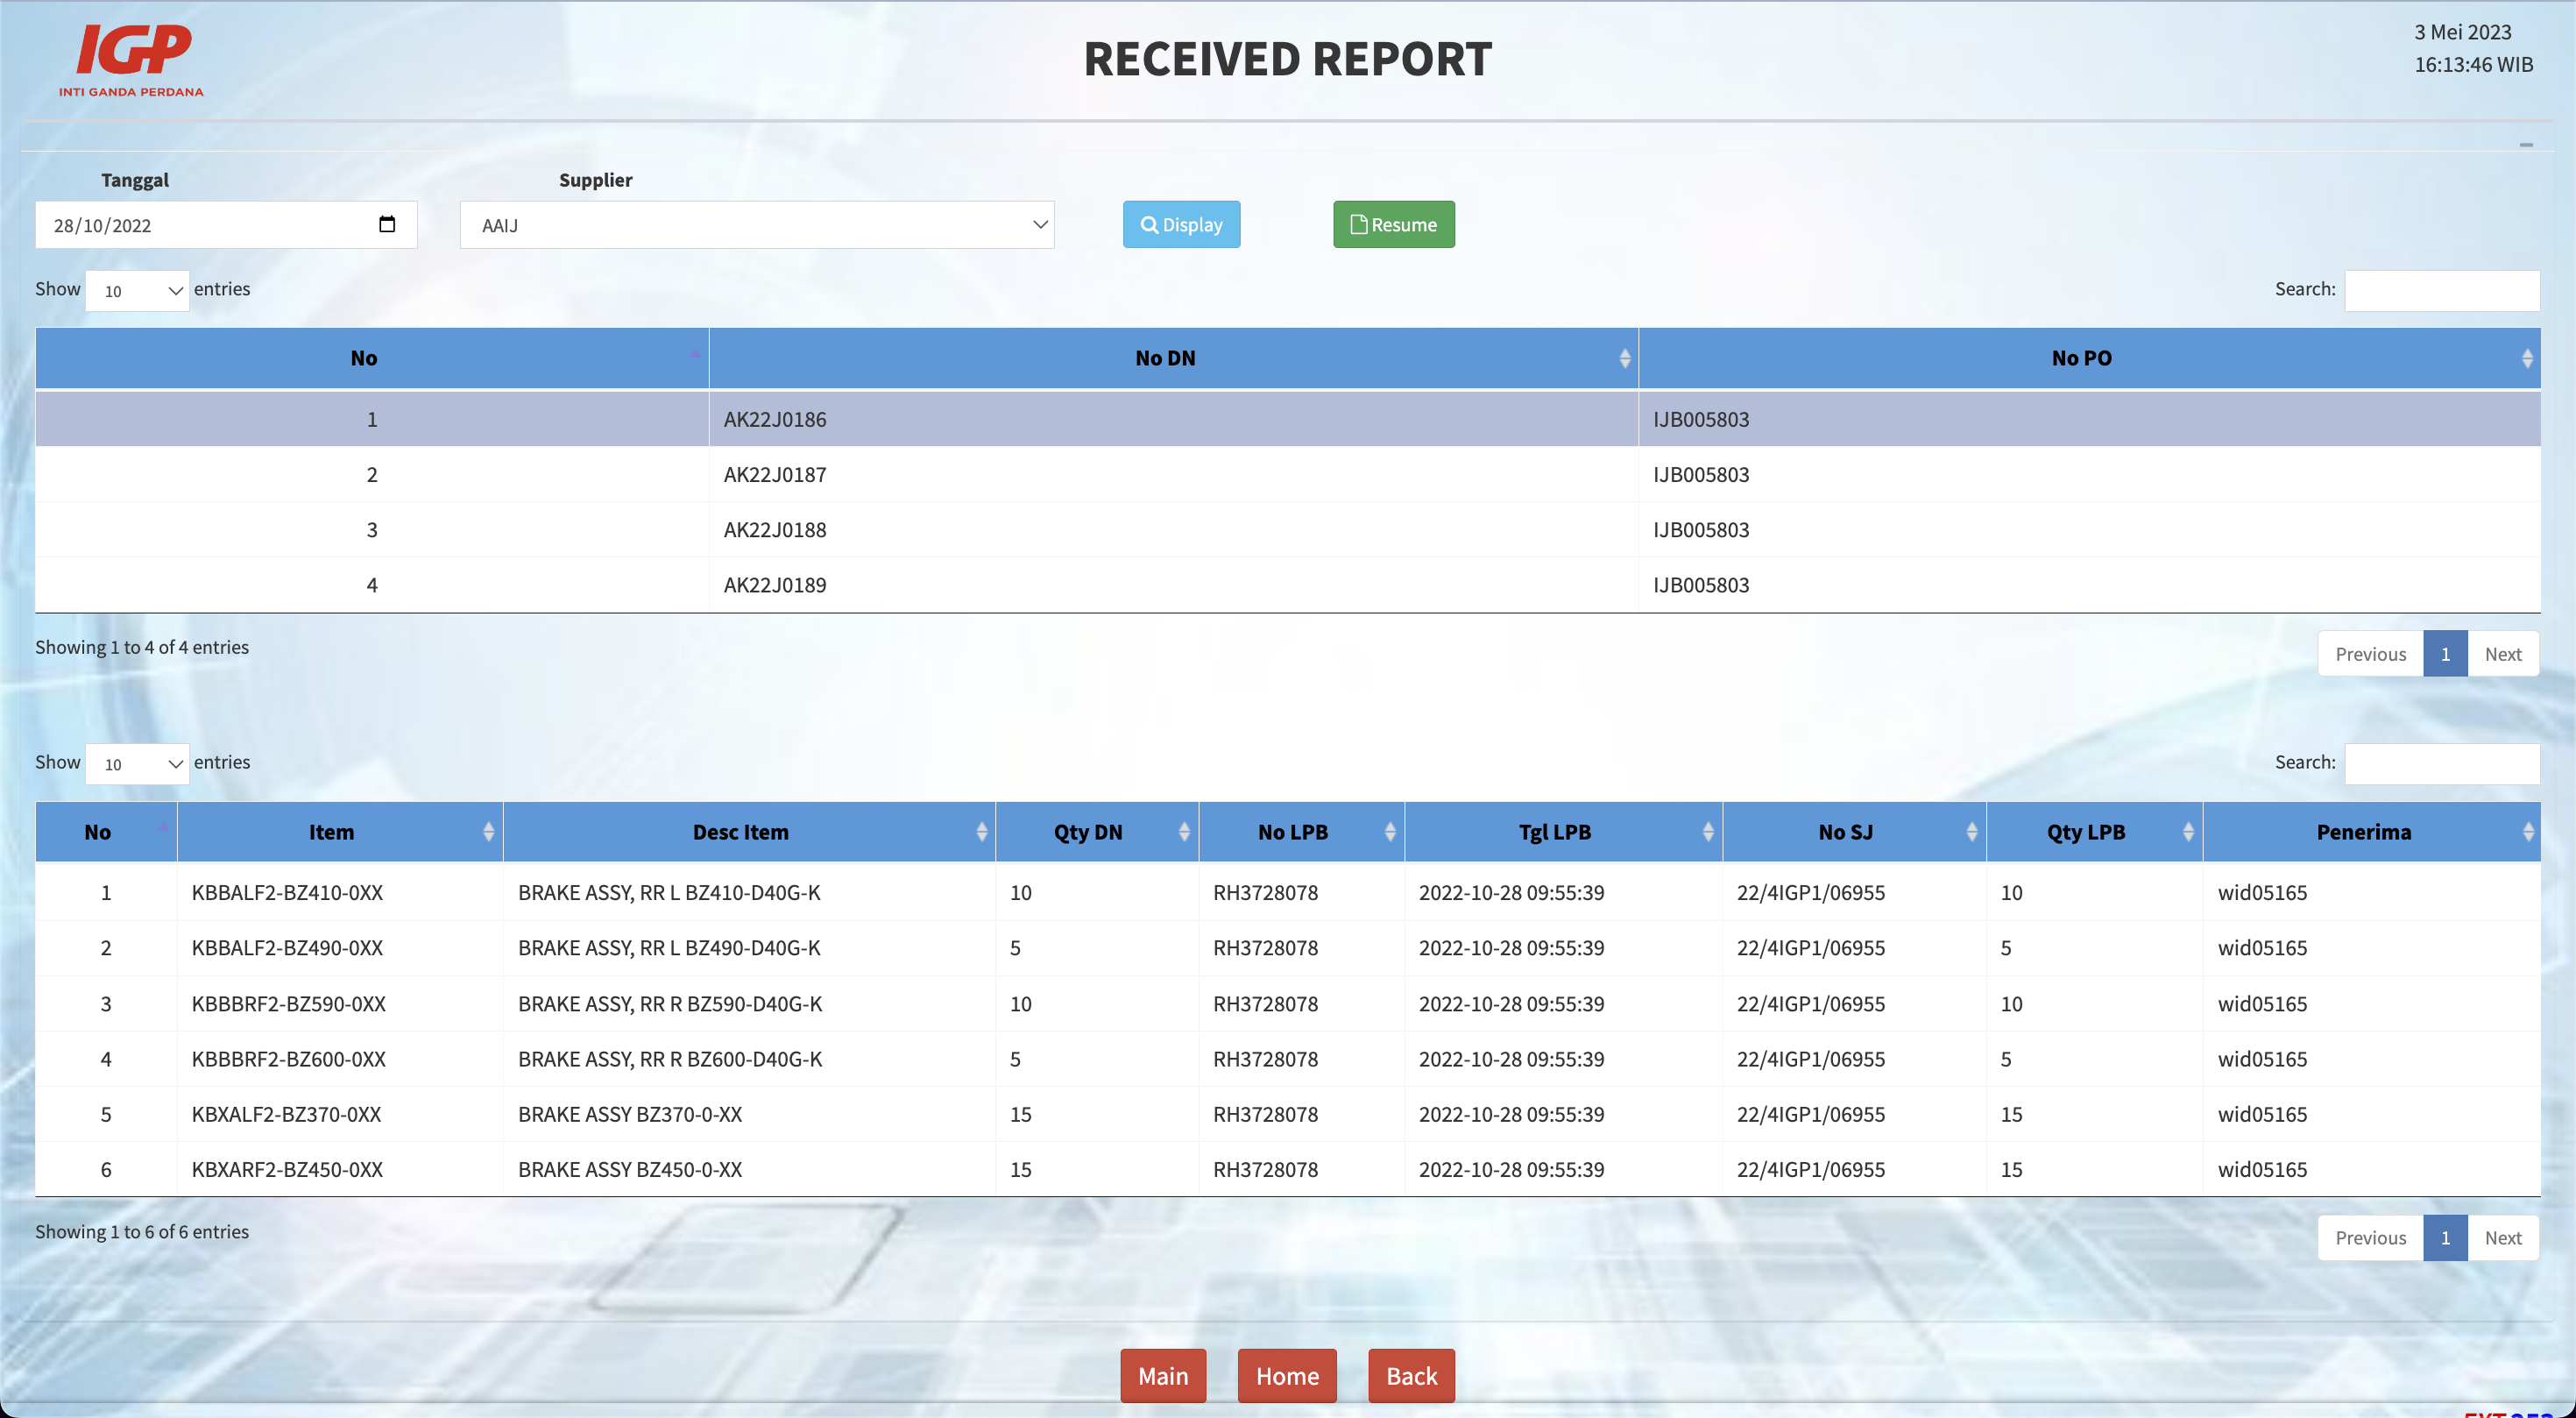 IGP
INTI GANDA PERDANA
RECEIVED REPORT
3 Mei 2023
16:13:46 WIB
Tanggal Supplier
28/10/2022 AAIJ Display Resume
Show 10 entries Search:
No No DN No PO
1 AK22J0186 IJB005803
2 AK22J0187 IJB005803
3 AK22J0188 IJB005803
4 AK22J0189 IJB005803
Showing 1 to 4 of 4 entries Previous 1 Next
Show 10 entries Search:
No Item Desc Item Qty DN No LPB Tgl LPB No SJ Qty LPB Penerima
1 KBBALF2-BZ410-0XX BRAKE ASSY, RR L BZ410-D40G-K 10 RH3728078 2022-10-28 09:55:39 22/4IGP1/06955 10 wid05165
2 KBBALF2-BZ490-0XX BRAKE ASSY, RR L BZ490-D40G-K 5 RH3728078 2022-10-28 09:55:39 22/4IGP1/06955 5 wid05165
3 KBBBRF2-BZ590-0XX BRAKE ASSY, RR R BZ590-D40G-K 10 RH3728078 2022-10-28 09:55:39 22/4IGP1/06955 10 wid05165
4 KBBBRF2-BZ600-0XX BRAKE ASSY, RR R BZ600-D40G-K 5 RH3728078 2022-10-28 09:55:39 22/4IGP1/06955 5 wid05165
5 KBXALF2-BZ370-0XX BRAKE ASSY BZ370-0-XX 15 RH3728078 2022-10-28 09:55:39 22/4IGP1/06955 15 wid05165
6 KBXARF2-BZ450-0XX BRAKE ASSY BZ450-0-XX 15 RH3728078 2022-10-28 09:55:39 22/4IGP1/06955 15 wid05165
Showing 1 to 6 of 6 entries Previous 1 Next
Main Home Back